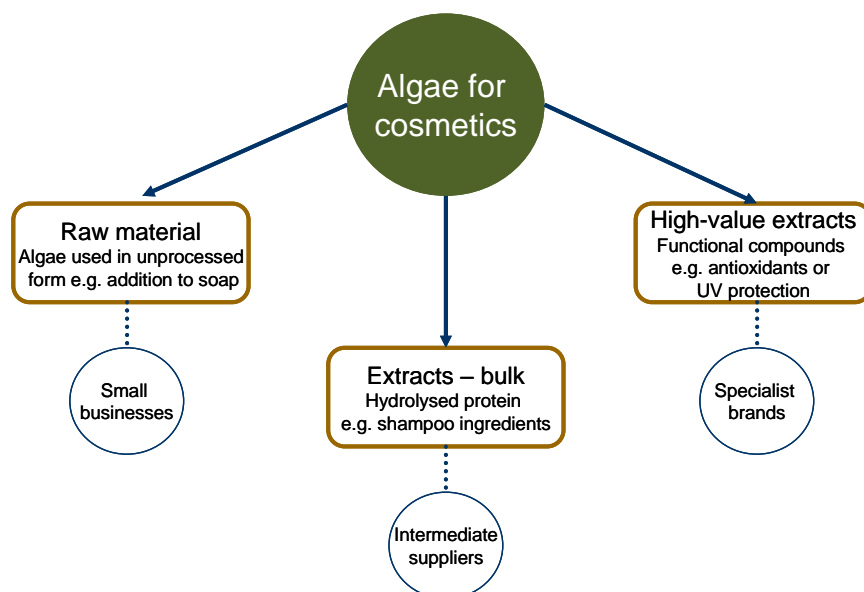 Algae for
cosmetics
Raw material
Algae used in unprocessed
form e.g. addition to soap
Small
businesses
Extracts – bulk
Hydrolysed protein
e.g. shampoo ingredients
Intermediate
suppliers
High-value extracts
Functional compounds
e.g. antioxidants or
UV protection
Specialist
brands